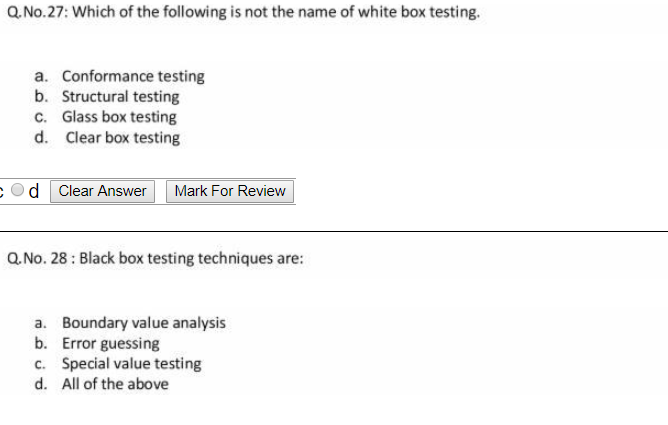 Q.No.27: Which of the following is not the name of white box testing.
a. Conformance testing
b. Structural testing
c. Glass box testing
d. Clear box testing
d Clear Answer Mark For Review
Q.No. 28 : Black box testing techniques are:
a. Boundary value analysis
b. Error guessing
c. Special value testing
d. All of the above